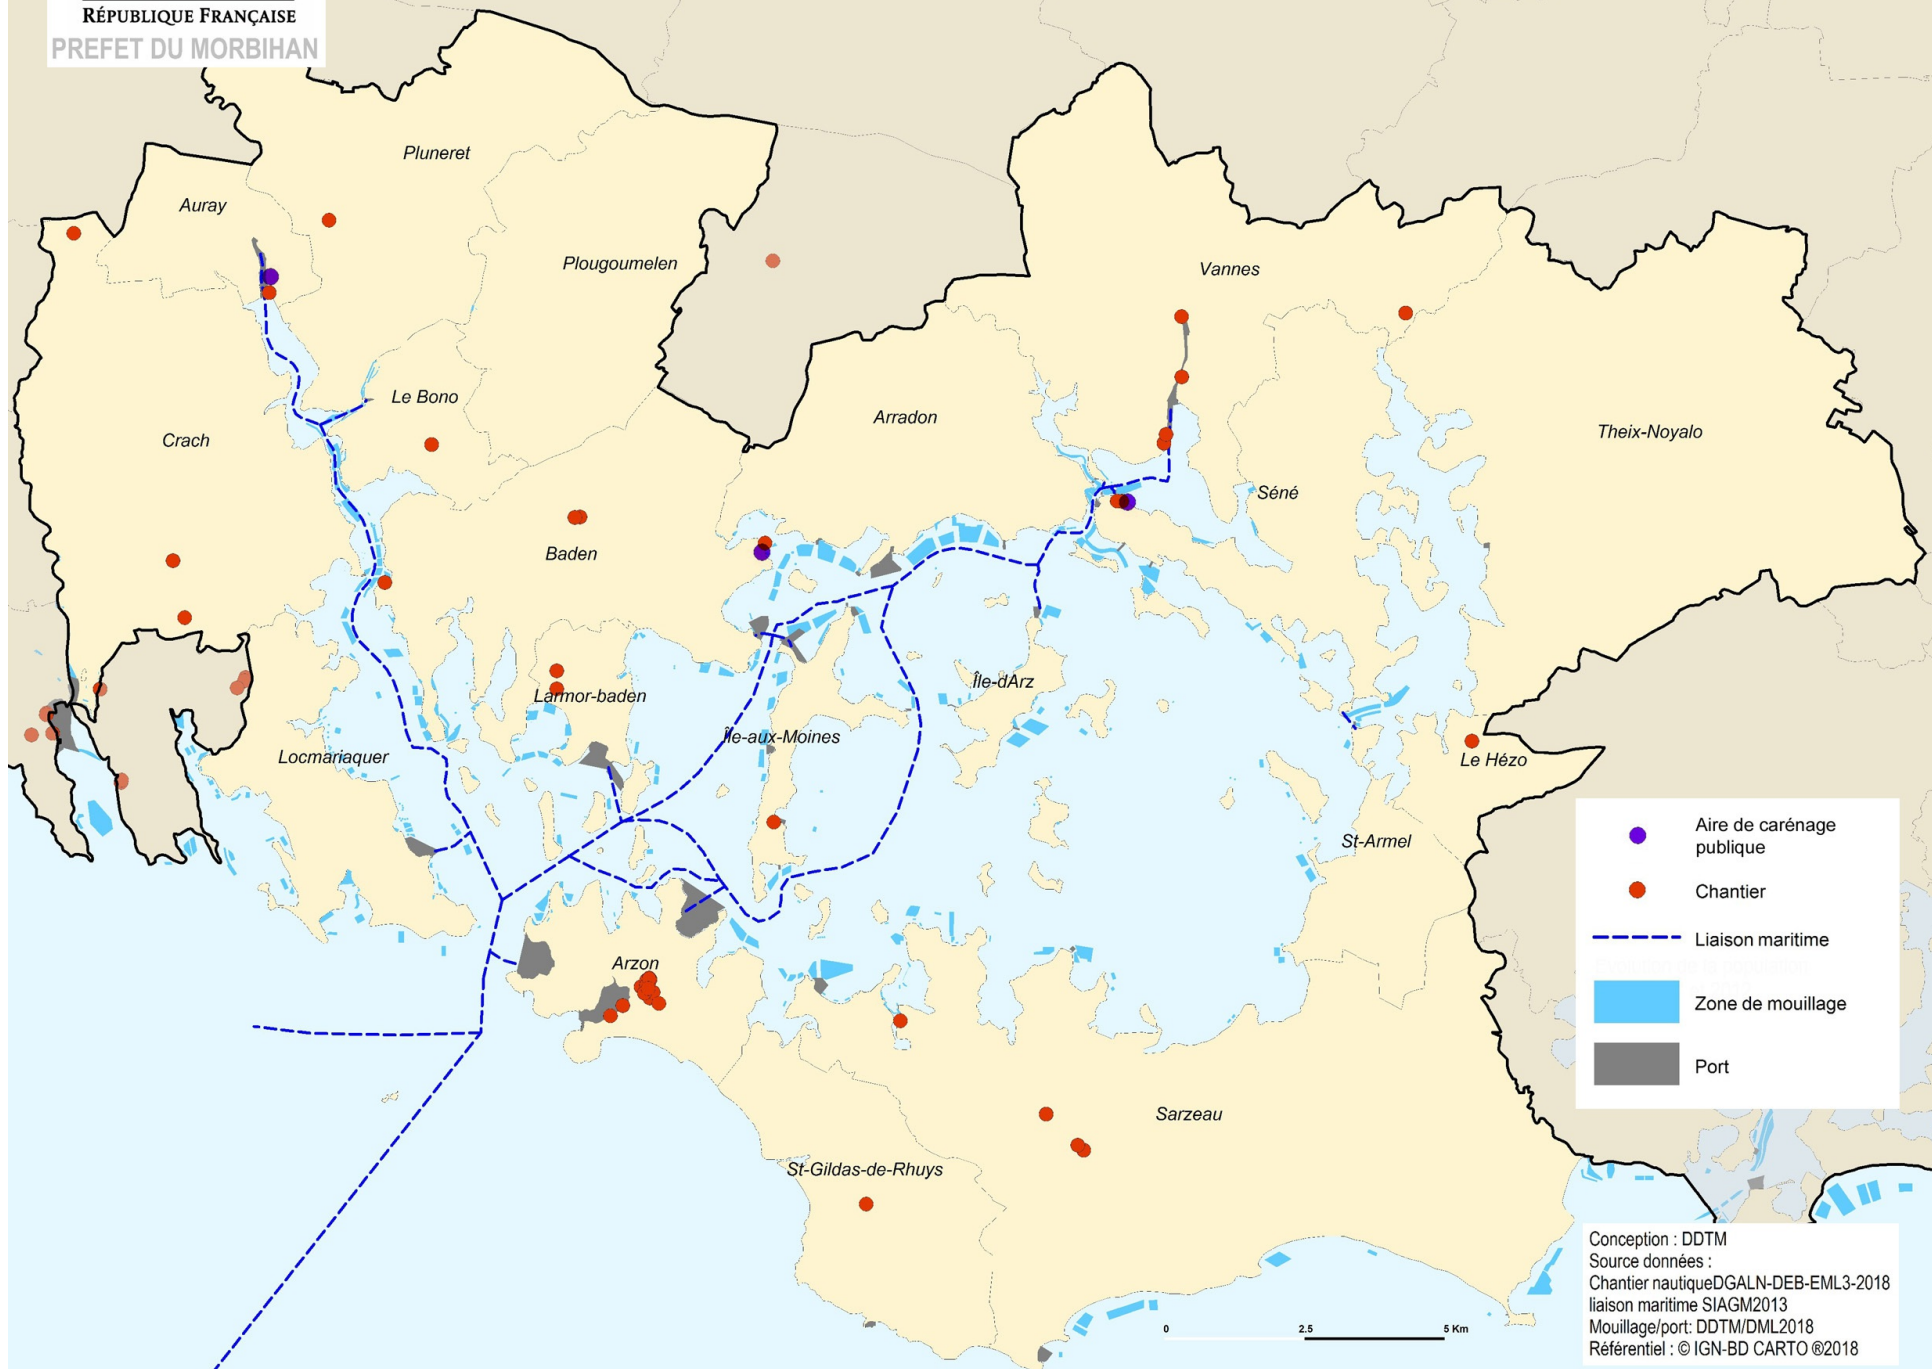 RÉPUBLIQUE FRANÇAISE
PREFET DU MORBIHAN
Pluneret
Auray
Plougoumelen
Vannes
Le Bono
Arradon
Crach
Theix-Noyalo
Séné
Baden
Île-dArz
Larmor-baden
Île-aux-Moines
Locmariaquer
Le Hézo
St-Armel
Arzon
Sarzeau
St-Gildas-de-Rhuys
Aire de carénage
publique
Chantier
Liaison maritime
Zone de mouillage
Port
0 2.5 5 Km
Conception : DDTM
Source données :
Chantier nautiqueDGALN-DEB-EML3-2018
liaison maritime SIAGM2013
Mouillage/port: DDTM/DML2018
Référentiel : © IGN-BD CARTO ®2018